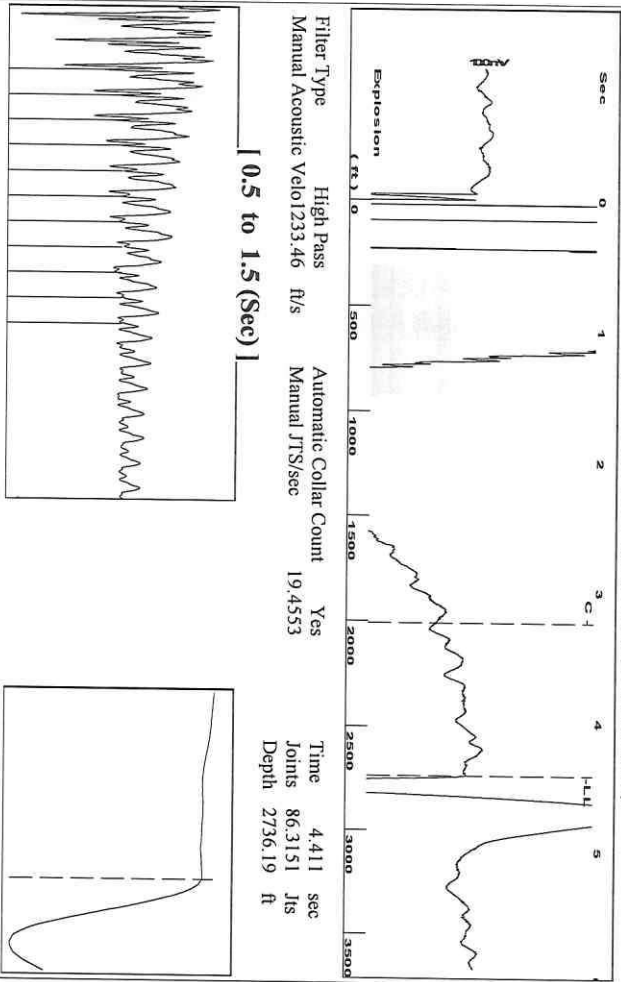 Sec 0 1 2 3 4 5
C
LL
100mV
Explosion
( ft ) 0 500 1000 1500 2000 2500 3000 3500
Filter Type High Pass Automatic Collar Count Yes Time 4.411 sec
Manual Acoustic Velo1233.46 ft/s Manual JTS/sec 19.4553 Joints 86.3151 Jts
Depth 2736.19 ft
[ 0.5 to 1.5 (Sec) ]